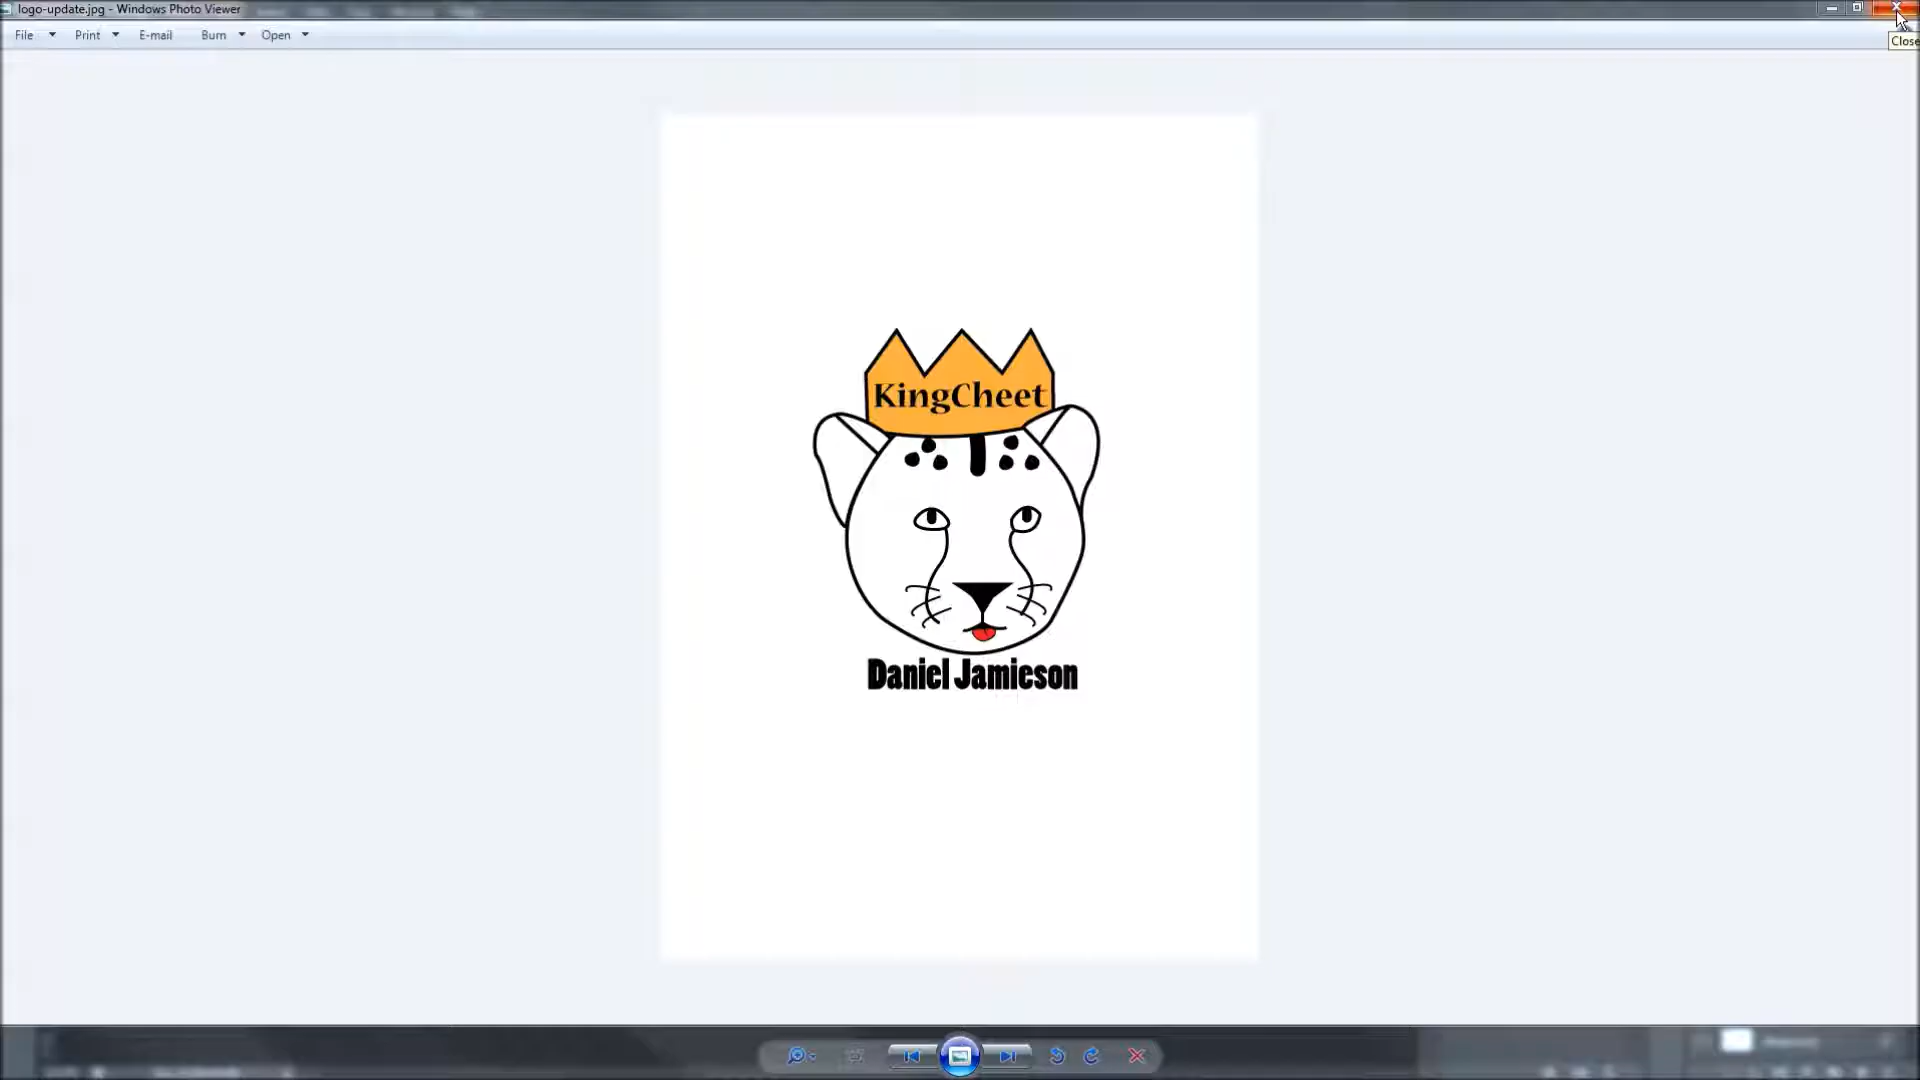 logo-update.jpg - Windows Photo Viewer
File Print E-mail Burn Open
Close
KingCheet
Daniel Jamieson